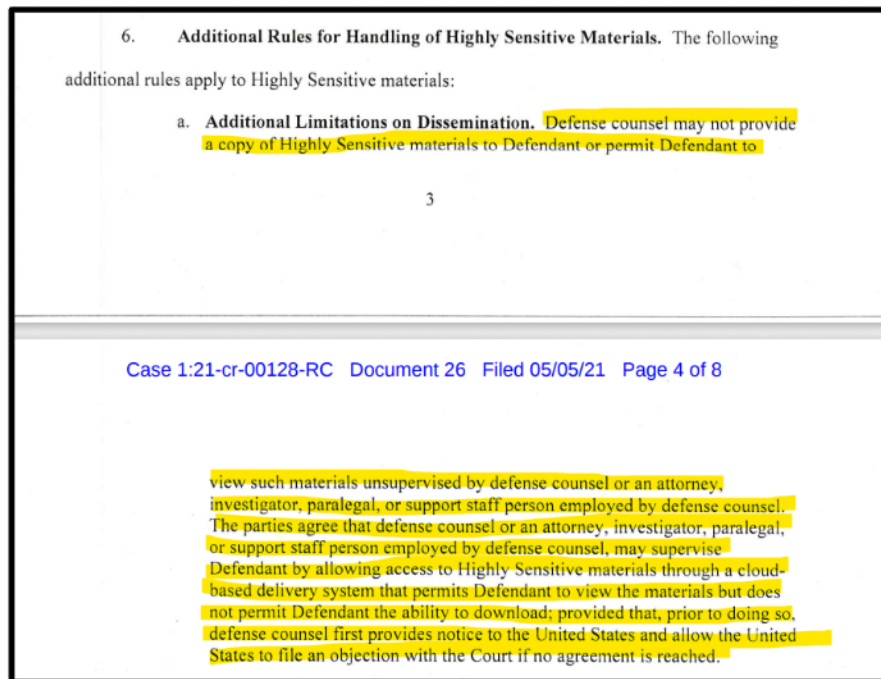 6. Additional Rules for Handling of Highly Sensitive Materials. The following
additional rules apply to Highly Sensitive materials:
a. Additional Limitations on Dissemination. Defense counsel may not provide
a copy of Highly Sensitive materials to Defendant or permit Defendant to
3
Case 1:21-cr-00128-RC Document 26 Filed 05/05/21 Page 4 of 8
view such materials unsupervised by defense counsel or an attorney,
investigator, paralegal, or support staff person employed by defense counsel.
The parties agree that defense counsel or an attorney, investigator, paralegal,
or support staff person employed by defense counsel, may supervise
Defendant by allowing access to Highly Sensitive materials through a cloud-
based delivery system that permits Defendant to view the materials but does
not permit Defendant the ability to download; provided that, prior to doing so,
defense counsel first provides notice to the United States and allow the United
States to file an objection with the Court if no agreement is reached.